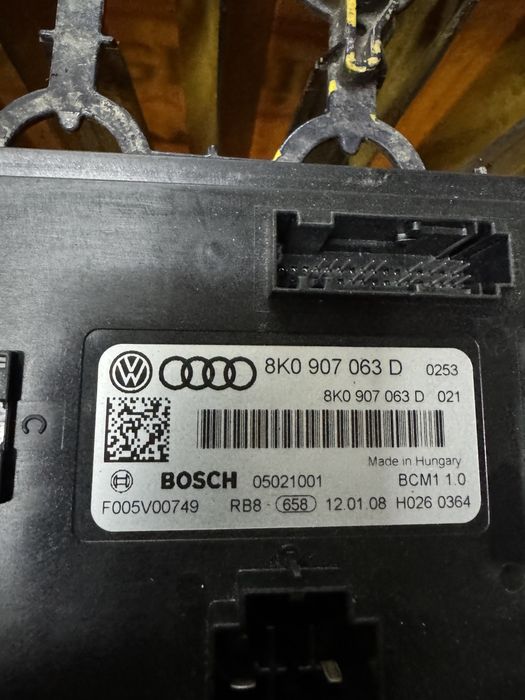 8K0 907 063 D 0253
8K0 907 063 D 021
Made in Hungary
BOSCH 05021001 BCM1 1.0
F005V00749 RB8 · 658 12.01.08 H026 0364
C